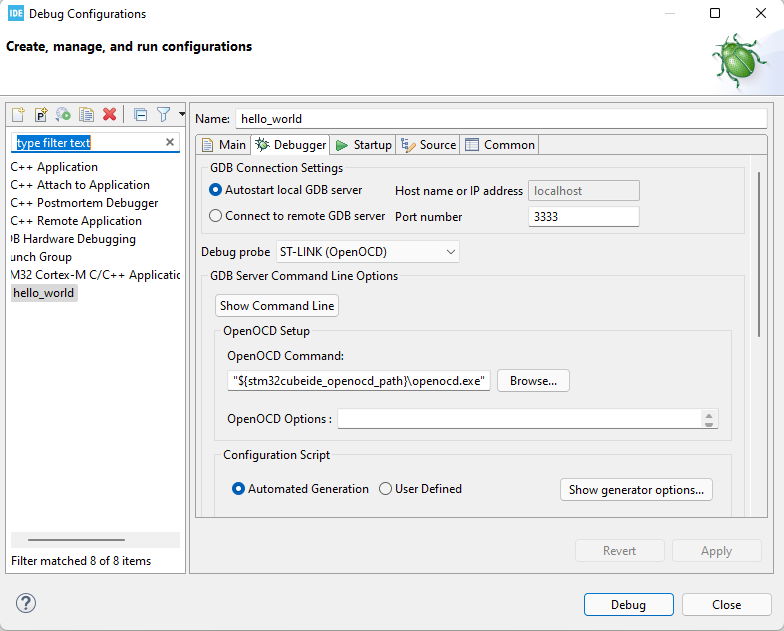 IDE Debug Configurations
Create, manage, and run configurations
type filter text
C++ Application
C++ Attach to Application
C++ Postmortem Debugger
C++ Remote Application
B Hardware Debugging
unch Group
M32 Cortex-M C/C++ Applicatic
hello_world
Filter matched 8 of 8 items
Name: hello_world
Main Debugger Startup Source Common
GDB Connection Settings
Autostart local GDB server Host name or IP address localhost
Connect to remote GDB server Port number 3333
Debug probe ST-LINK (OpenOCD)
GDB Server Command Line Options
Show Command Line
OpenOCD Setup
OpenOCD Command:
"${stm32cubeide_openocd_path}\openocd.exe" Browse...
OpenOCD Options :
Configuration Script
Automated Generation User Defined Show generator options...
Revert Apply
? Debug Close